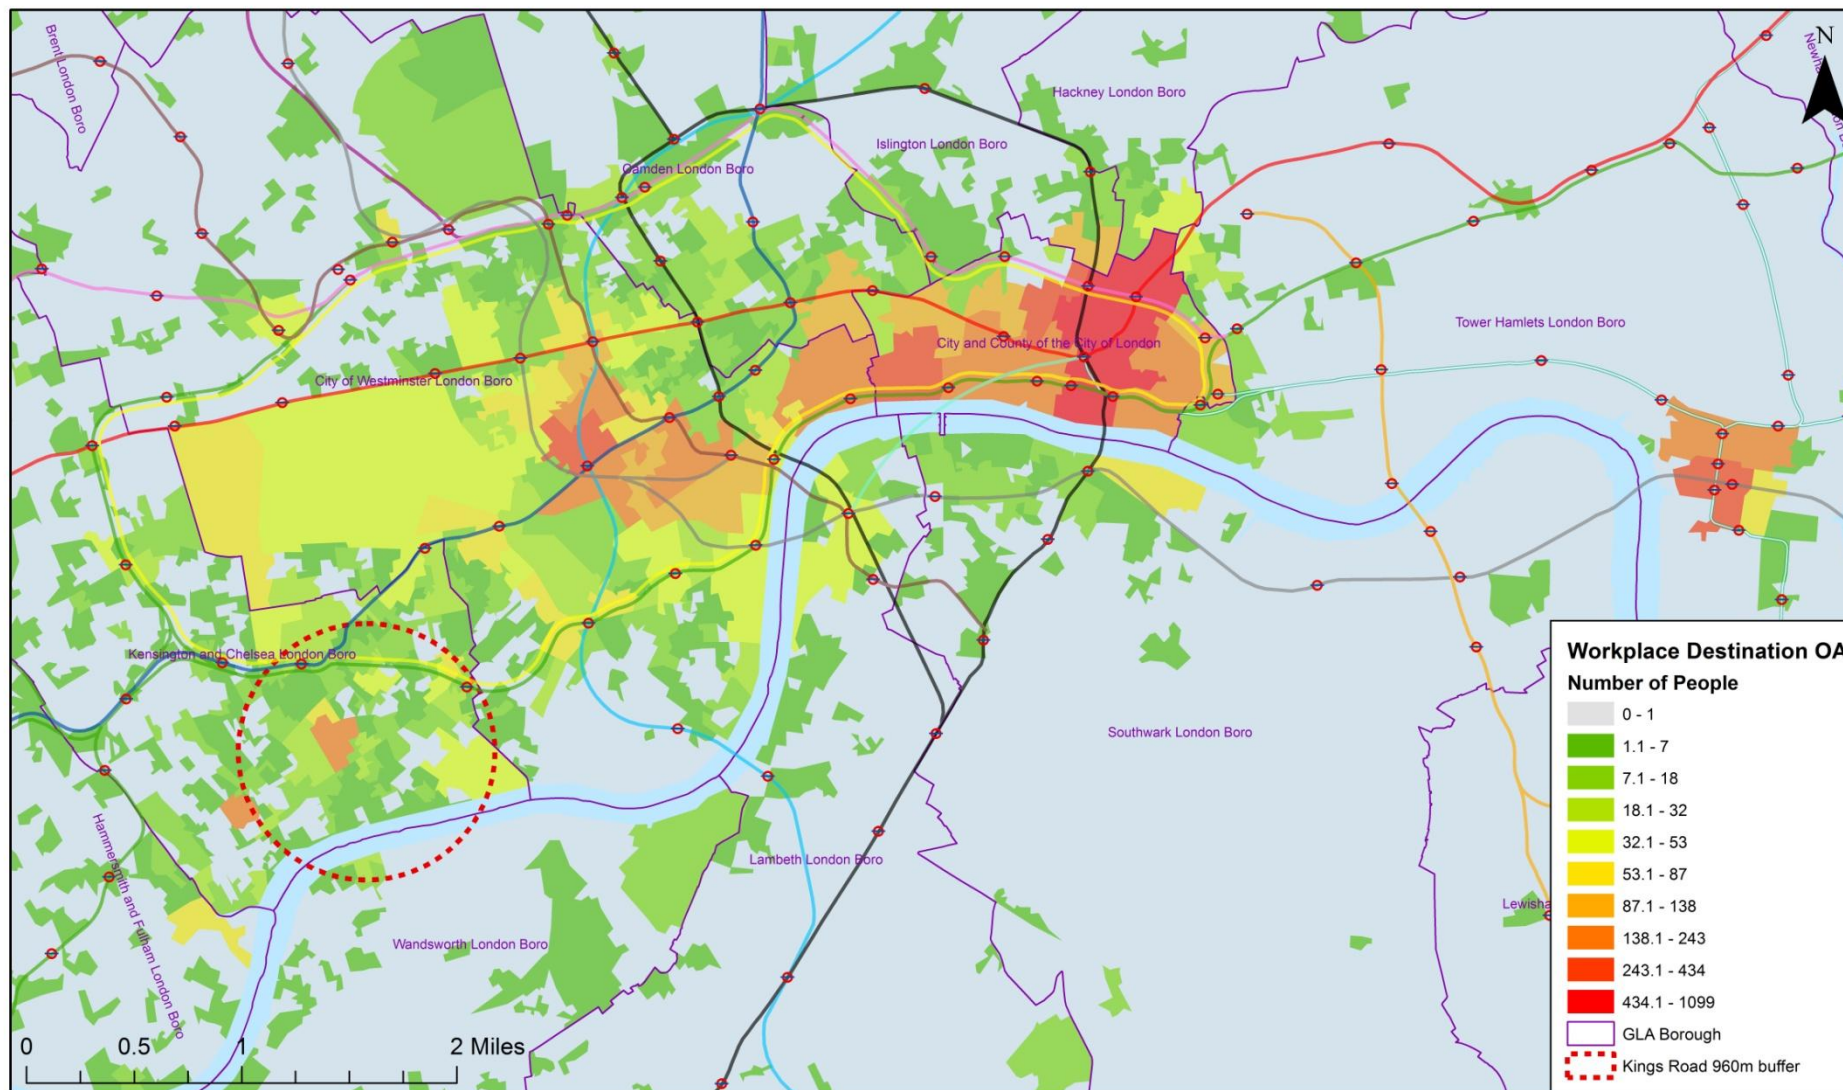 Brent London Boro
N
Newha
Hackney London Boro
Islington London Boro
Camden London Boro
Tower Hamlets London Boro
City and County of the City of London
City of Westminster London Boro
Kensington and Chelsea London Boro
Southwark London Boro
Lambeth London Boro
Lewisha
Hammersmith and Fulham London Boro
Wandsworth London Boro
0 0.5 1 2 Miles
Workplace Destination OA
Number of People
0 - 1
1.1 - 7
7.1 - 18
18.1 - 32
32.1 - 53
53.1 - 87
87.1 - 138
138.1 - 243
243.1 - 434
434.1 - 1099
GLA Borough
Kings Road 960m buffer